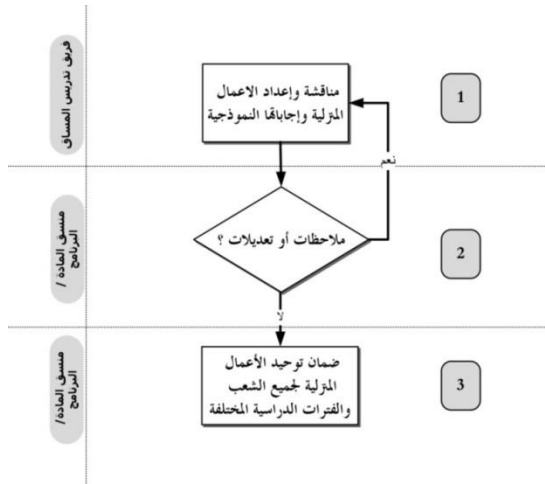 1
مناقشة وإعداد الاعمال
المنزلية وإجاباتها النموذجية
فريق تدريس المساق
نعم
2
ملاحظات أو تعديلات ؟
منسق المادة /
البرنامج
لا
3
ضمان توحيد الأعمال
المنزلية لجميع الشعب
والفترات الدراسية المختلفة
منسق المادة/
البرنامج